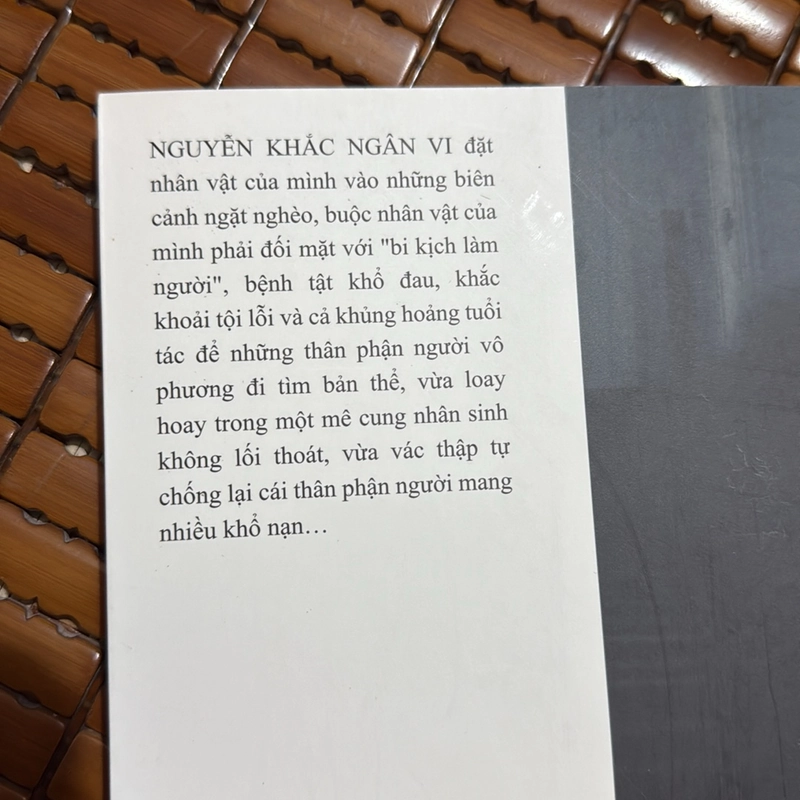 NGUYỄN KHẮC NGÂN VI đặt
nhân vật của mình vào những biên
cảnh ngặt nghèo, buộc nhân vật của
mình phải đối mặt với "bi kịch làm
người", bệnh tật khổ đau, khắc
khoải tội lỗi và cả khủng hoảng tuổi
tác để những thân phận người vô
phương đi tìm bản thể, vừa loay
hoay trong một mê cung nhân sinh
không lối thoát, vừa vác thập tự
chống lại cái thân phận người mang
nhiều khổ nạn…